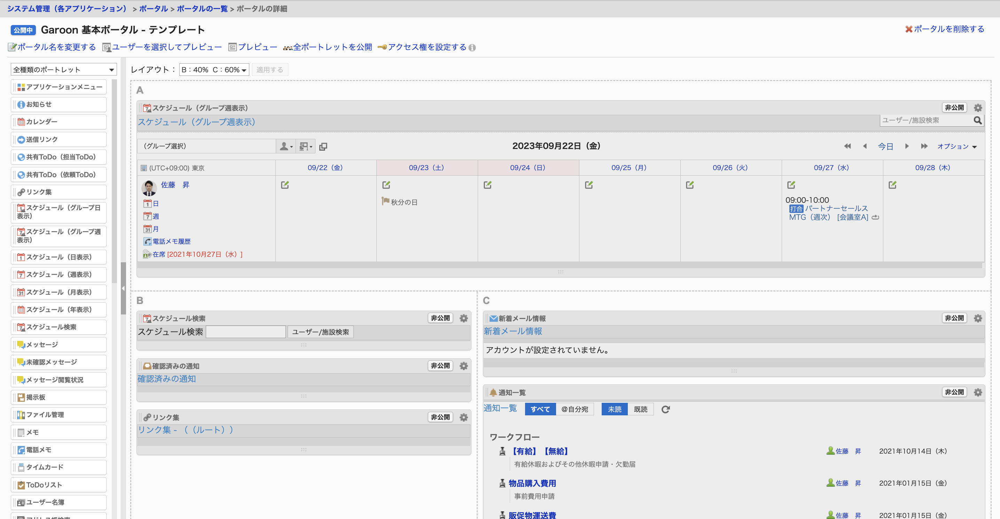 システム管理（各アプリケーション） > ポータル > ポータルの一覧 > ポータルの詳細
公開中 Garoon 基本ポータル - テンプレート
ポータルを削除する
ポータル名を変更する ユーザーを選択してプレビュー プレビュー 全ポートレットを公開 アクセス権を設定する
全種類のポートレット
アプリケーションメニュー
お知らせ
カレンダー
送信リンク
共有ToDo（担当ToDo）
共有ToDo（依頼ToDo）
リンク集
スケジュール（グループ日
表示）
スケジュール（グループ週
表示）
スケジュール（日表示）
スケジュール（週表示）
スケジュール（月表示）
スケジュール（年表示）
スケジュール検索
メッセージ
未確認メッセージ
メッセージ閲覧状況
掲示板
ファイル管理
メモ
電話メモ
タイムカード
ToDoリスト
ユーザー名簿
アドレス帳検索
レイアウト： B：40% C：60% 適用する
A
スケジュール（グループ週表示） 非公開
スケジュール（グループ週表示） ユーザー/施設検索
（グループ選択） 2023年09月22日（金） 今日 オプション
(UTC+09:00) 東京 09/22（金） 09/23（土） 09/24（日） 09/25（月） 09/26（火） 09/27（水） 09/28（木）
佐藤　昇
日
週
月
電話メモ履歴
在席 [2021年10月27日（水）]
秋分の日
09:00-10:00
打合 パートナーセールス
MTG（週次） [会議室A]
B
スケジュール検索 非公開
スケジュール検索 ユーザー/施設検索
確認済みの通知 非公開
確認済みの通知
リンク集 非公開
リンク集 - （（ルート））
C
新着メール情報 非公開
新着メール情報
アカウントが設定されていません。
通知一覧 非公開
通知一覧 すべて @自分宛 未読 既読
ワークフロー
【有給】【無給】 佐藤　昇 2021年10月14日（木）
有給休暇およびその他休暇申請・欠勤届
物品購入費用 佐藤　昇 2021年01月15日（金）
事前費用申請
販促物運送費 佐藤　昇 2021年01月15日（金）